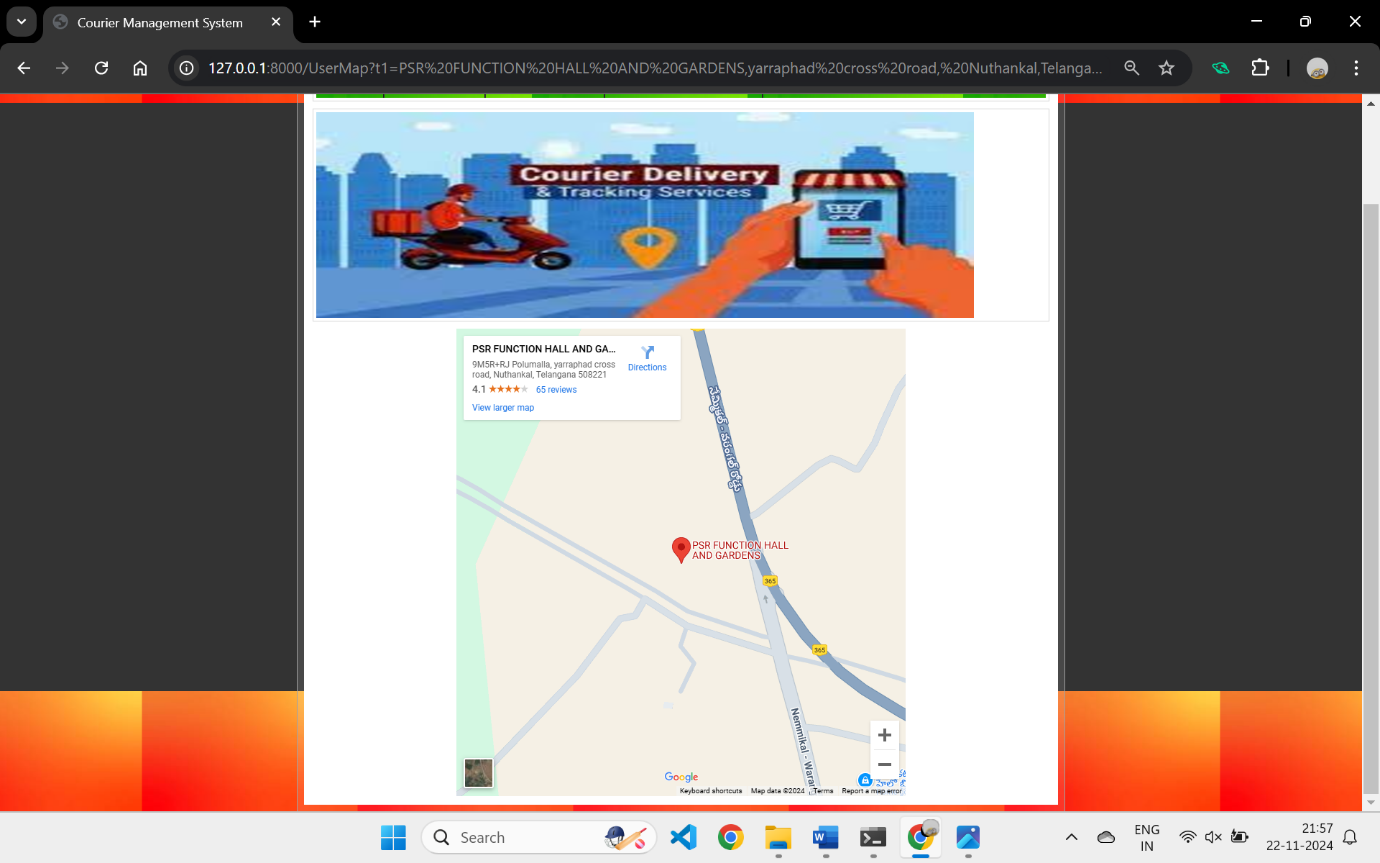 Courier Management System
127.0.0.1:8000/UserMap?t1=PSR%20FUNCTION%20HALL%20AND%20GARDENS,yarraphad%20cross%20road,%20Nuthankal,Telanga...
Courier Delivery
& Tracking Services
PSR FUNCTION HALL AND GA...
9M5R+RJ Polumalla, yarraphad cross
road, Nuthankal, Telangana 508221
Directions
4.1
65 reviews
View larger map
PSR FUNCTION HALL
AND GARDENS
365
365
Nemmikal - Waran
Google
Keyboard shortcuts
Map data ©2024
Terms
Report a map error
Search
ENG
IN
21:57
22-11-2024